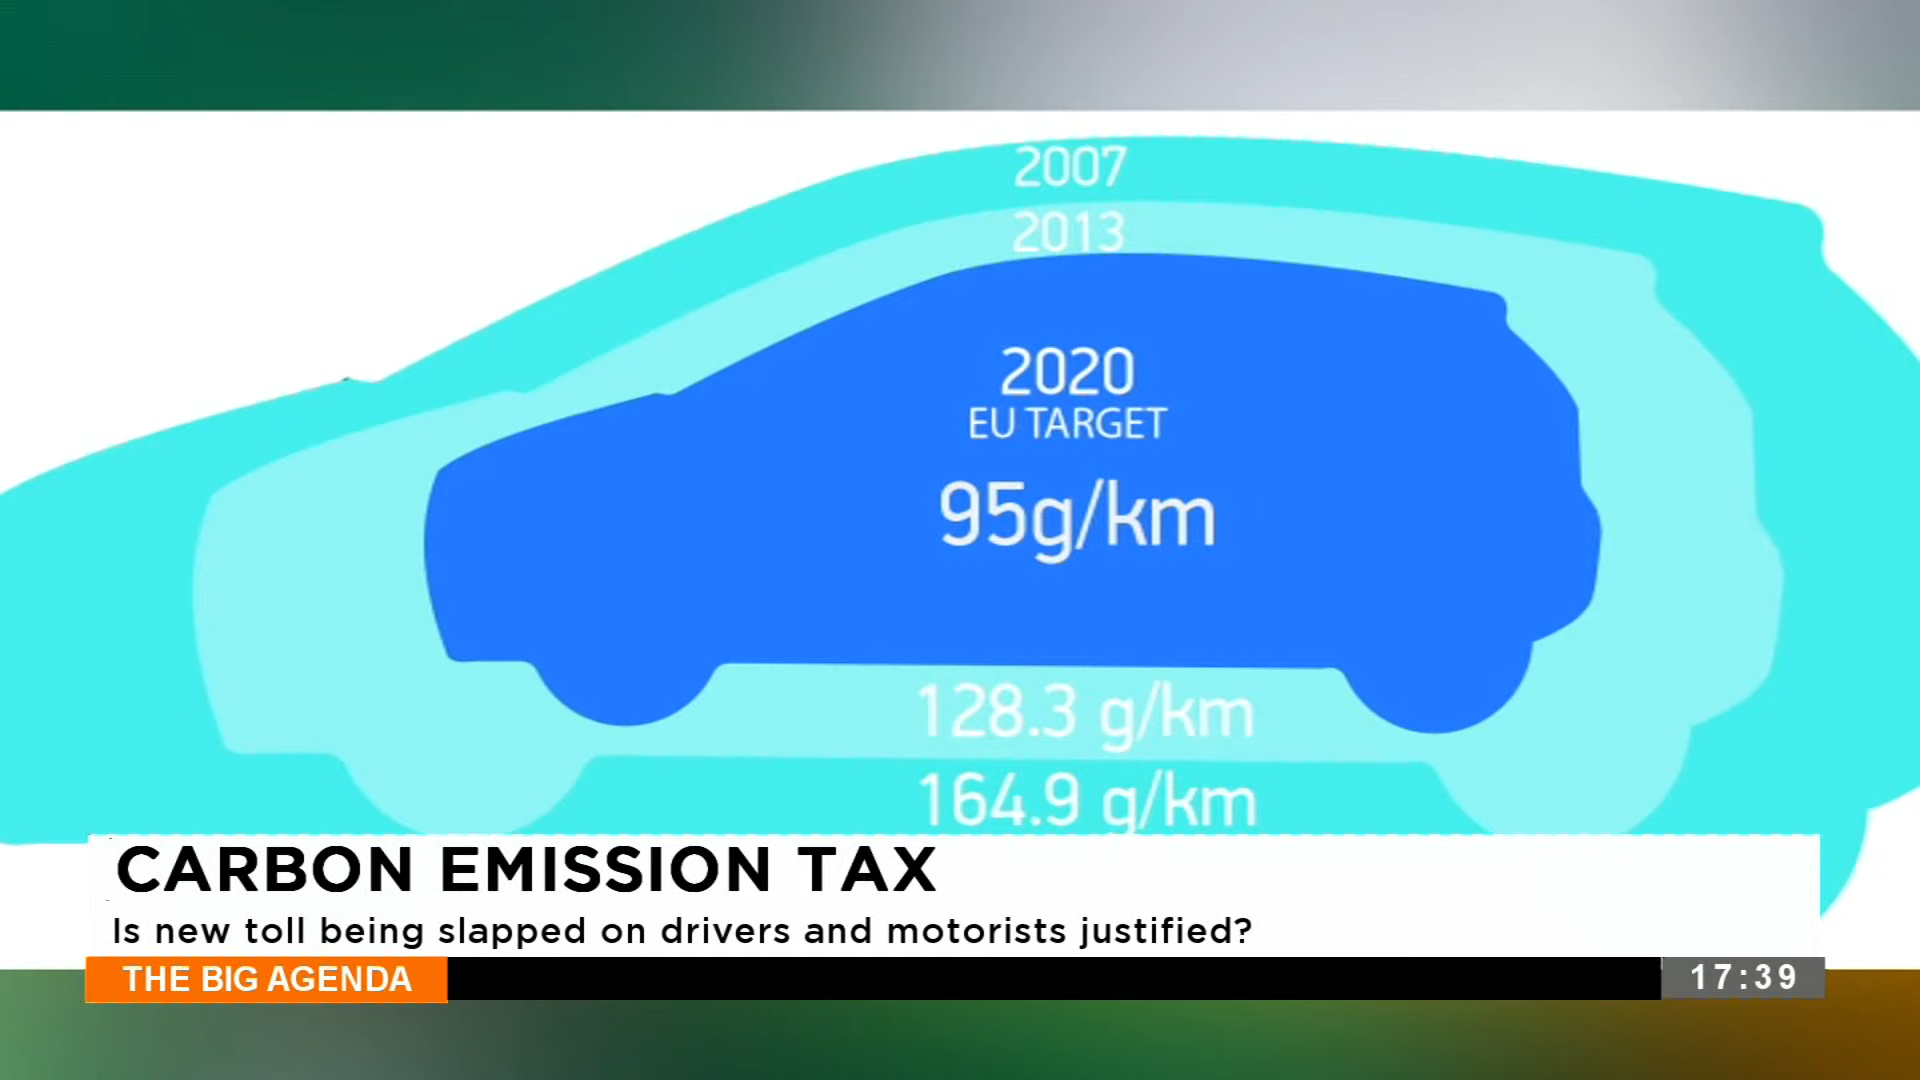 2007
2013
2020
EU TARGET
95g/km
128.3 g/km
164.9 g/km
CARBON EMISSION TAX
Is new toll being slapped on drivers and motorists justified?
THE BIG AGENDA
17:39